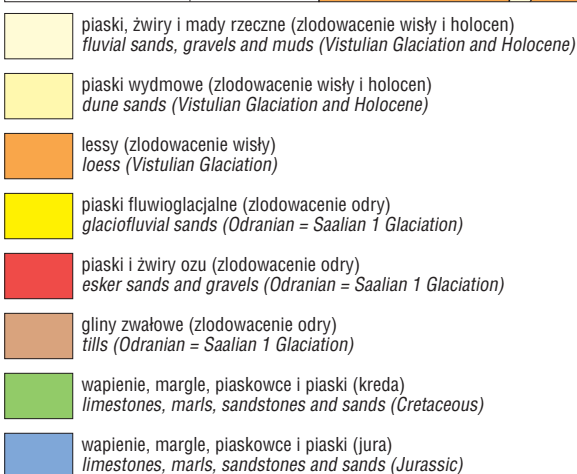 piaski, żwiry i mady rzeczne (zlodowacenie wisły i holocen)
fluvial sands, gravels and muds (Vistulian Glaciation and Holocene)
piaski wydmowe (zlodowacenie wisły i holocen)
dune sands (Vistulian Glaciation and Holocene)
lessy (zlodowacenie wisły)
loess (Vistulian Glaciation)
piaski fluwioglacjalne (zlodowacenie odry)
glaciofluvial sands (Odranian = Saalian 1 Glaciation)
piaski i żwiry ozu (zlodowacenie odry)
esker sands and gravels (Odranian = Saalian 1 Glaciation)
gliny zwałowe (zlodowacenie odry)
tills (Odranian = Saalian 1 Glaciation)
wapienie, margle, piaskowce i piaski (kreda)
limestones, marls, sandstones and sands (Cretaceous)
wapienie, margle, piaskowce i piaski (jura)
limestones, marls, sandstones and sands (Jurassic)